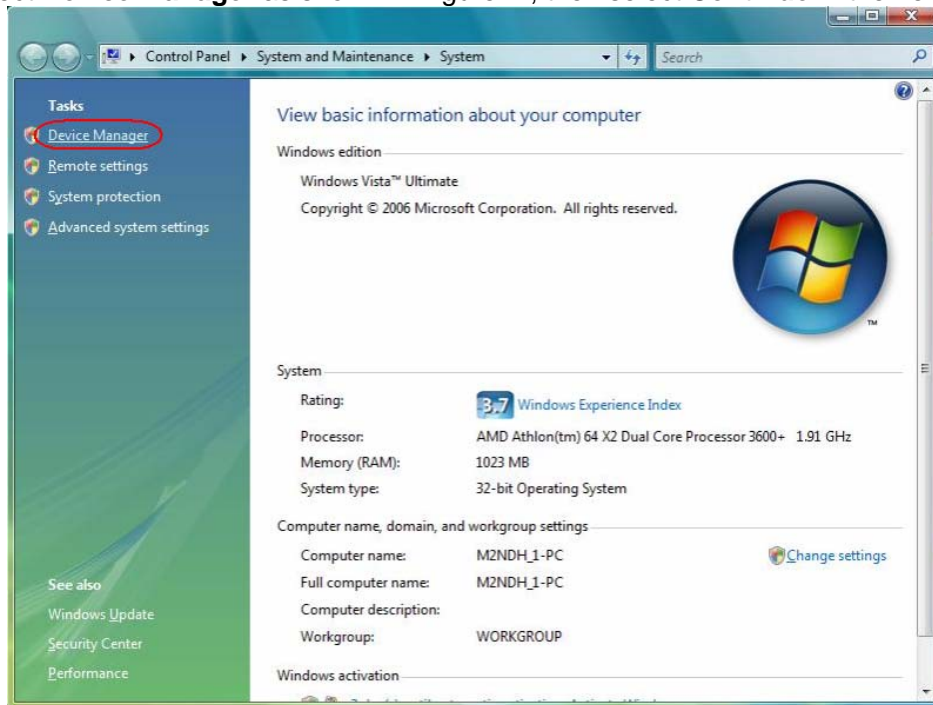 Control Panel ▸ System and Maintenance ▸ System
Search
Tasks
Device Manager
Remote settings
System protection
Advanced system settings
See also
Windows Update
Security Center
Performance
View basic information about your computer
Windows edition
Windows Vista™ Ultimate
Copyright © 2006 Microsoft Corporation. All rights reserved.
TM
System
Rating:
3.7 Windows Experience Index
Processor:
AMD Athlon(tm) 64 X2 Dual Core Processor 3600+ 1.91 GHz
Memory (RAM):
1023 MB
System type:
32-bit Operating System
Computer name, domain, and workgroup settings
Computer name:
M2NDH_1-PC
Change settings
Full computer name:
M2NDH_1-PC
Computer description:
Workgroup:
WORKGROUP
Windows activation